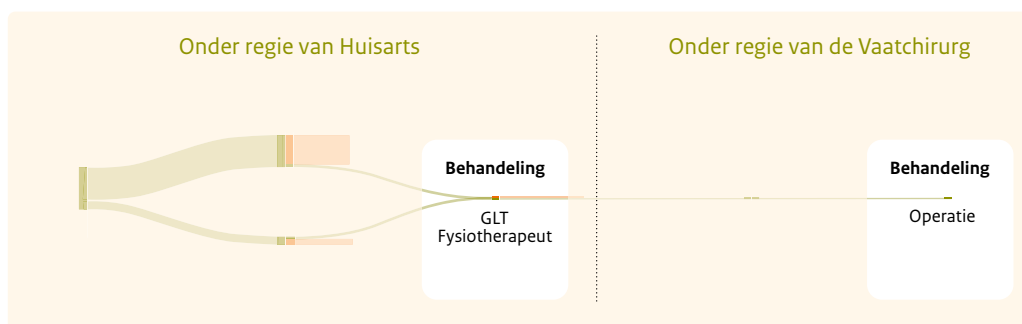 Onder regie van Huisarts
Onder regie van de Vaatchirurg
Behandeling
GLT
Fysiotherapeut
Behandeling
Operatie